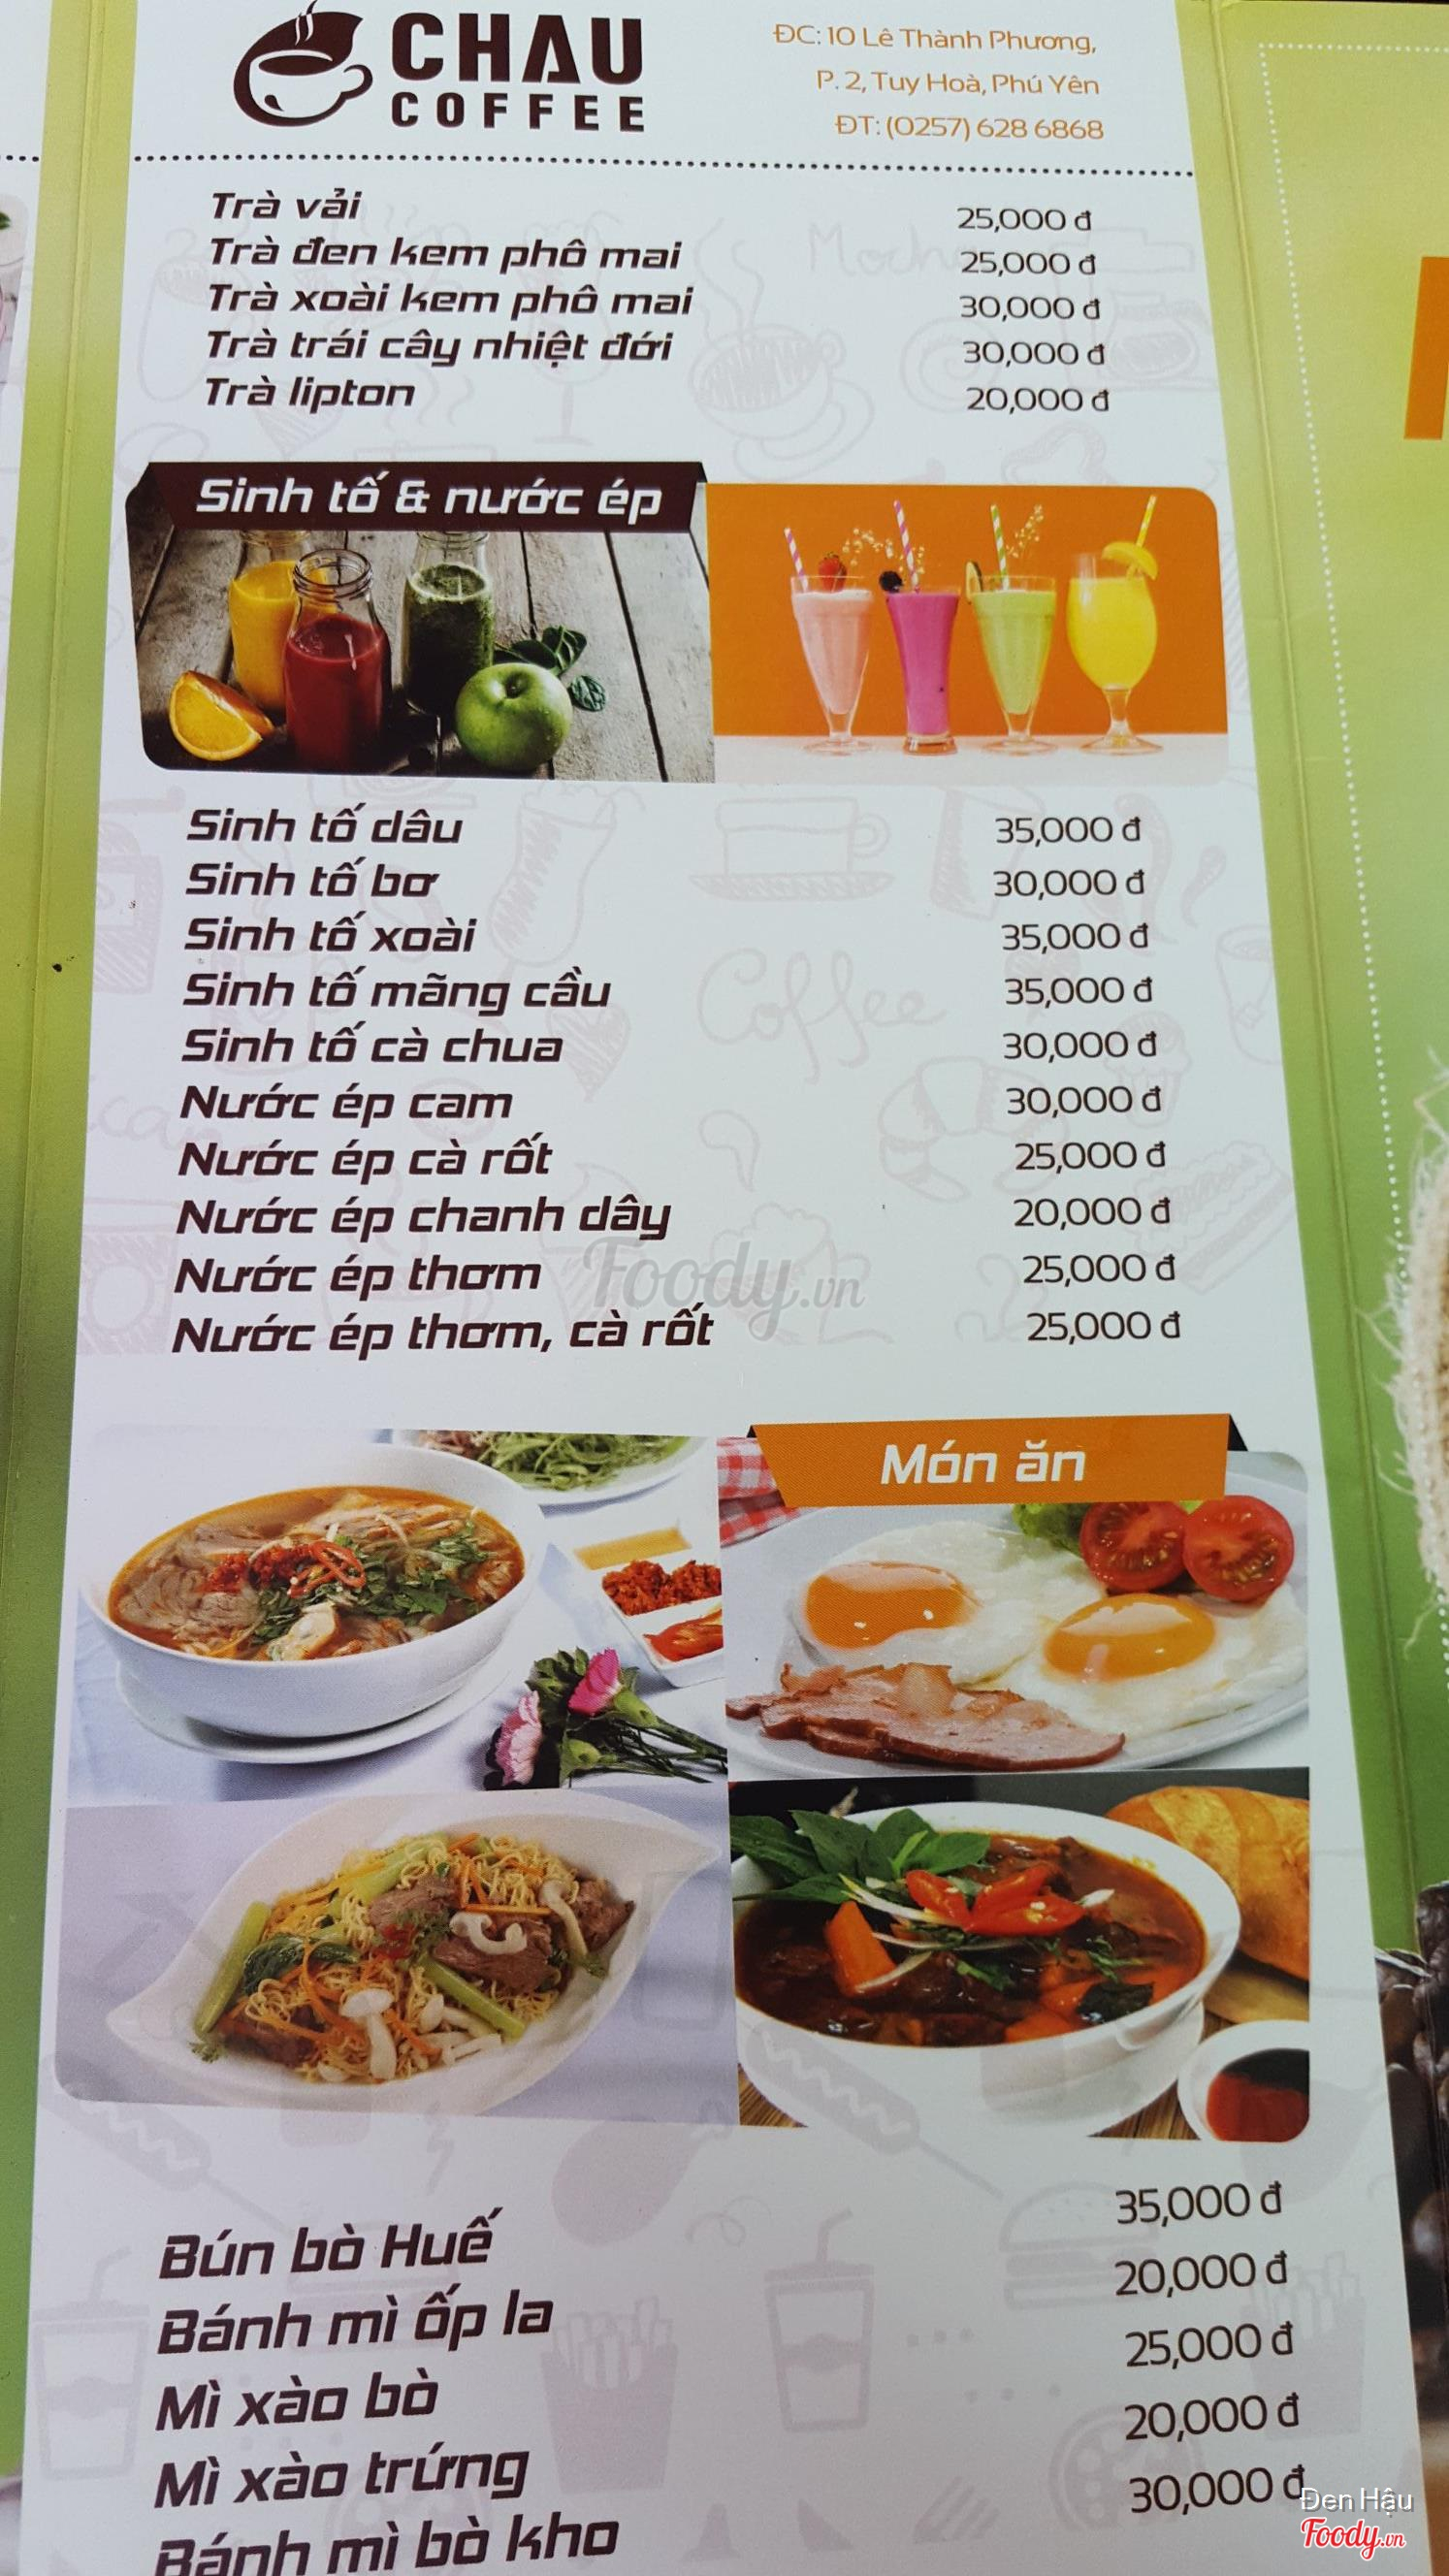 CHAU
COFFEE
ĐC: 10 Lê Thành Phương,
P. 2, Tuy Hoà, Phú Yên
ĐT: (0257) 628 6868
Trà vải 25,000 đ
Trà đen kem phô mai 25,000 đ
Trà xoài kem phô mai 30,000 đ
Trà trái cây nhiệt đới 30,000 đ
Trà lipton 20,000 đ
Sinh tố & nước ép
Sinh tố dâu 35,000 đ
Sinh tố bơ 30,000 đ
Sinh tố xoài 35,000 đ
Sinh tố mãng cầu 35,000 đ
Sinh tố cà chua 30,000 đ
Nước ép cam 30,000 đ
Nước ép cà rốt 25,000 đ
Nước ép chanh dây 20,000 đ
Nước ép thơm 25,000 đ
Nước ép thơm, cà rốt 25,000 đ
Coffee
Foody.vn
Món ăn
Bún bò Huế 35,000 đ
Bánh mì ốp la 20,000 đ
Mì xào bò 25,000 đ
Mì xào trứng 20,000 đ
Bánh mì bò kho 30,000 đ
Đen Hậu
Foody.vn